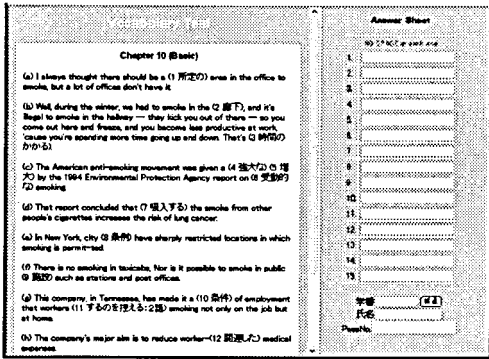 Vocabulary Test
Chapter 10 (Basic)
(a) I always thought there should be a (1 所定の) area in the office to
smoke, but a lot of offices don't have it.
(b) Well, during the winter, we had to smoke in the (2 廊下), and it's
illegal to smoke in the hallway — they kick you out of there — so you
come out here and freeze, and you become less productive at work,
'cause you're spending more time going up and down. That's (3 時間の
かかる).
(c) The American anti-smoking movement was given a (4 強大な) (5 増
大) by the 1994 Environmental Protection Agency report on (6 受動的
な) smoking.
(d) That report concluded that (7 吸入する) the smoke from other
people's cigarettes increases the risk of lung cancer.
(e) In New York, city (8 条例) have sharply restricted locations in which
smoking is permit-ted.
(f) There is no smoking in taxicabs, Nor is it possible to smoke in public
(9 施設) such as stations and post offices.
(g) This company, in Tennessee, has made it a (10 条件) of employment
that workers (11 するのを控える:2語) smoking not only on the job but
at home.
(h) The company's major aim is to reduce worker-(12 関連した) medical
expenses.
Answer Sheet
NO SPACE at each end
1.
2.
3.
4.
5.
6.
7.
8.
9.
10.
11.
12.
13.
14.
15.
学番
氏名
PassNo.